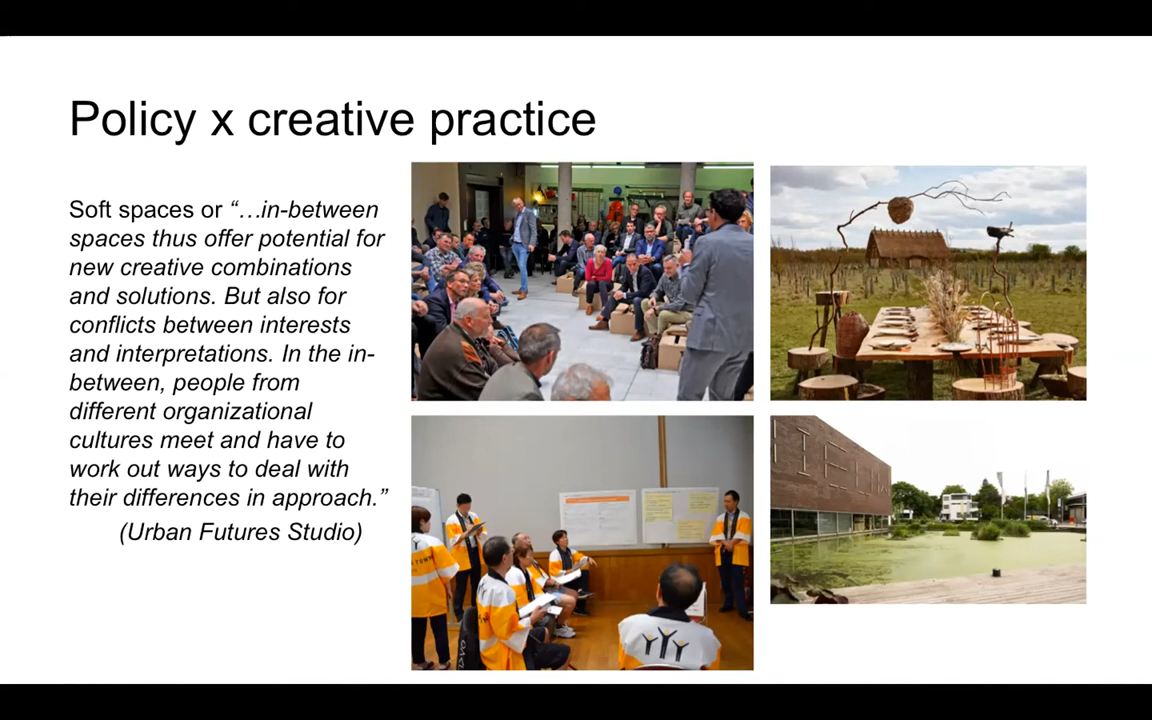 Policy x creative practice
Soft spaces or “…in-between
spaces thus offer potential for
new creative combinations
and solutions. But also for
conflicts between interests
and interpretations. In the in-
between, people from
different organizational
cultures meet and have to
work out ways to deal with
their differences in approach.”
(Urban Futures Studio)